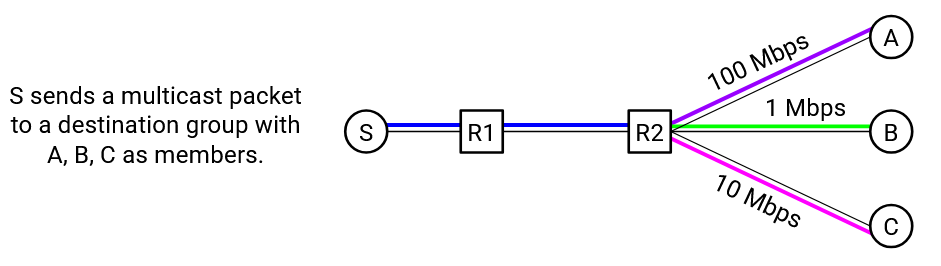 S sends a multicast packet
to a destination group with
A, B, C as members.
S
R1
R2
100 Mbps
A
1 Mbps
B
10 Mbps
C